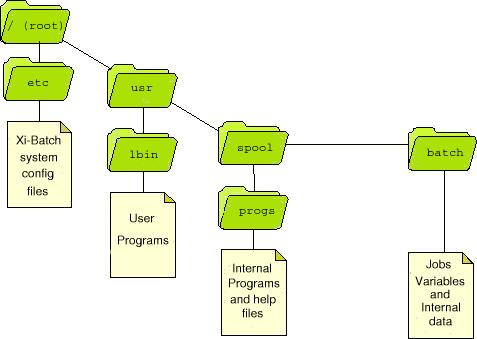 / (root)
etc
usr
Xi-Batch
system
config
files
lbin
spool
batch
User
Programs
progs
Internal
Programs
and help
files
Jobs
Variables
and
Internal
data